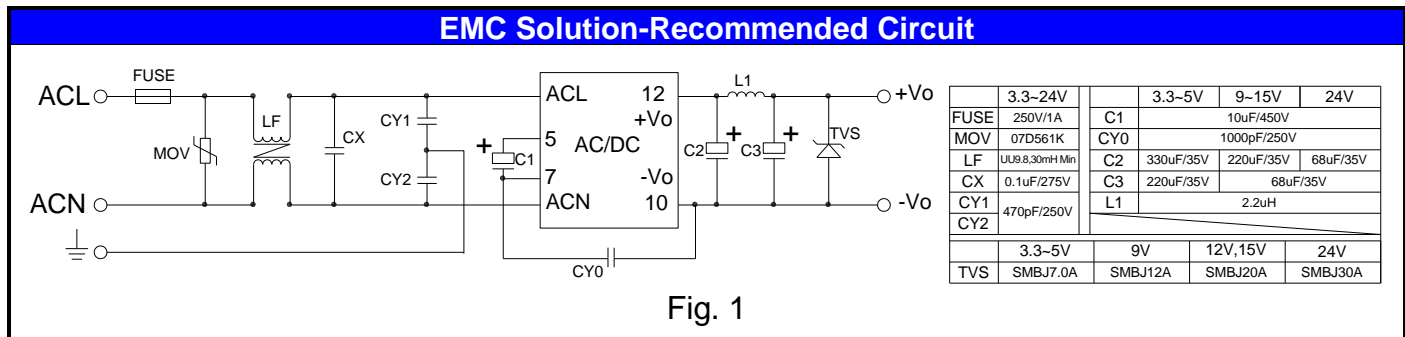 EMC Solution-Recommended Circuit
FUSE
ACL
LF
MOV
CX
CY1
CY2
ACN
+
C1
ACL 12
+Vo
5
AC/DC
7
-Vo
ACN 10
CY0
L1
+
C2
+
C3
TVS
+Vo
-Vo
3.3~24V 3.3~5V 9~15V 24V
FUSE 250V/1A C1 10uF/450V
MOV 07D561K CY0 1000pF/250V
LF UU9.8,30mH Min C2 330uF/35V 220uF/35V 68uF/35V
CX 0.1uF/275V C3 220uF/35V 68uF/35V
CY1 470pF/250V L1 2.2uH
CY2
3.3~5V 9V 12V,15V 24V
TVS SMBJ7.0A SMBJ12A SMBJ20A SMBJ30A
Fig. 1